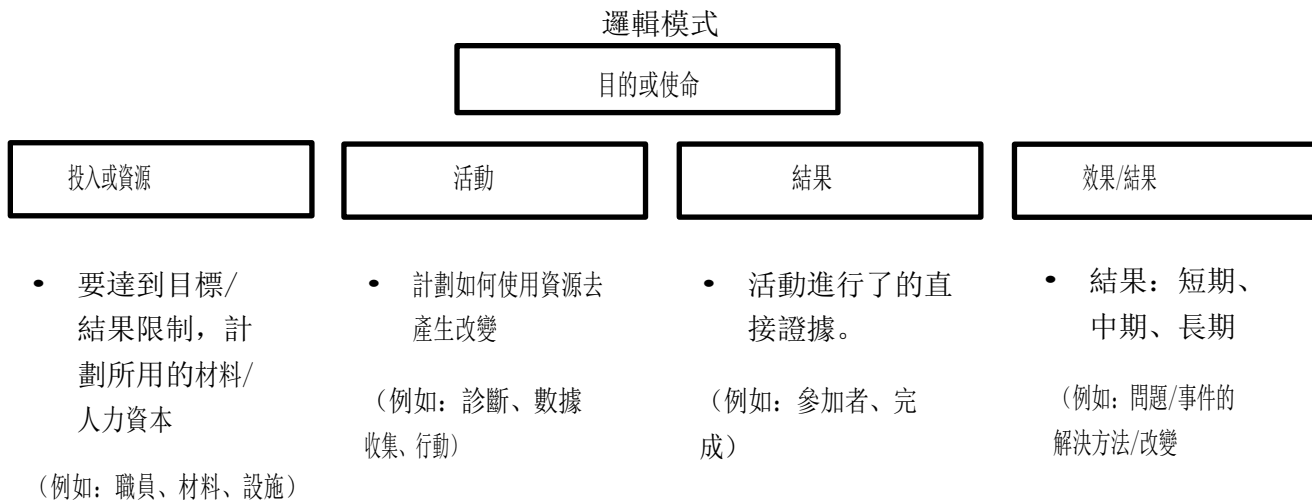 邏輯模式
目的或使命
投入或資源
活動
結果
效果/結果
• 要達到目標/
結果限制，計
劃所用的材料/
人力資本
（例如：職員、材料、設施）
• 計劃如何使用資源去
產生改變
（例如：診斷、數據
收集、行動）
• 活動進行了的直
接證據。
（例如：參加者、完
成）
• 結果：短期、
中期、長期
（例如：問題/事件的
解決方法/改變